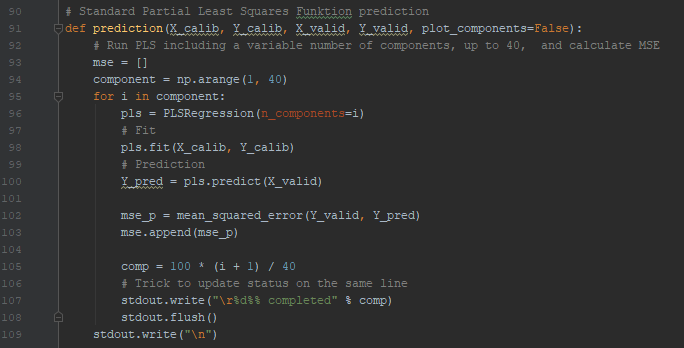 90 # Standard Partial Least Squares Funktion prediction
91 def prediction(X_calib, Y_calib, X_valid, Y_valid, plot_components=False):
92 # Run PLS including a variable number of components, up to 40,  and calculate MSE
93 mse = []
94 component = np.arange(1, 40)
95 for i in component:
96 pls = PLSRegression(n_components=i)
97 # Fit
98 pls.fit(X_calib, Y_calib)
99 # Prediction
100 Y_pred = pls.predict(X_valid)
101
102 mse_p = mean_squared_error(Y_valid, Y_pred)
103 mse.append(mse_p)
104
105 comp = 100 * (i + 1) / 40
106 # Trick to update status on the same line
107 stdout.write("\r%d%% completed" % comp)
108 stdout.flush()
109 stdout.write("\n")